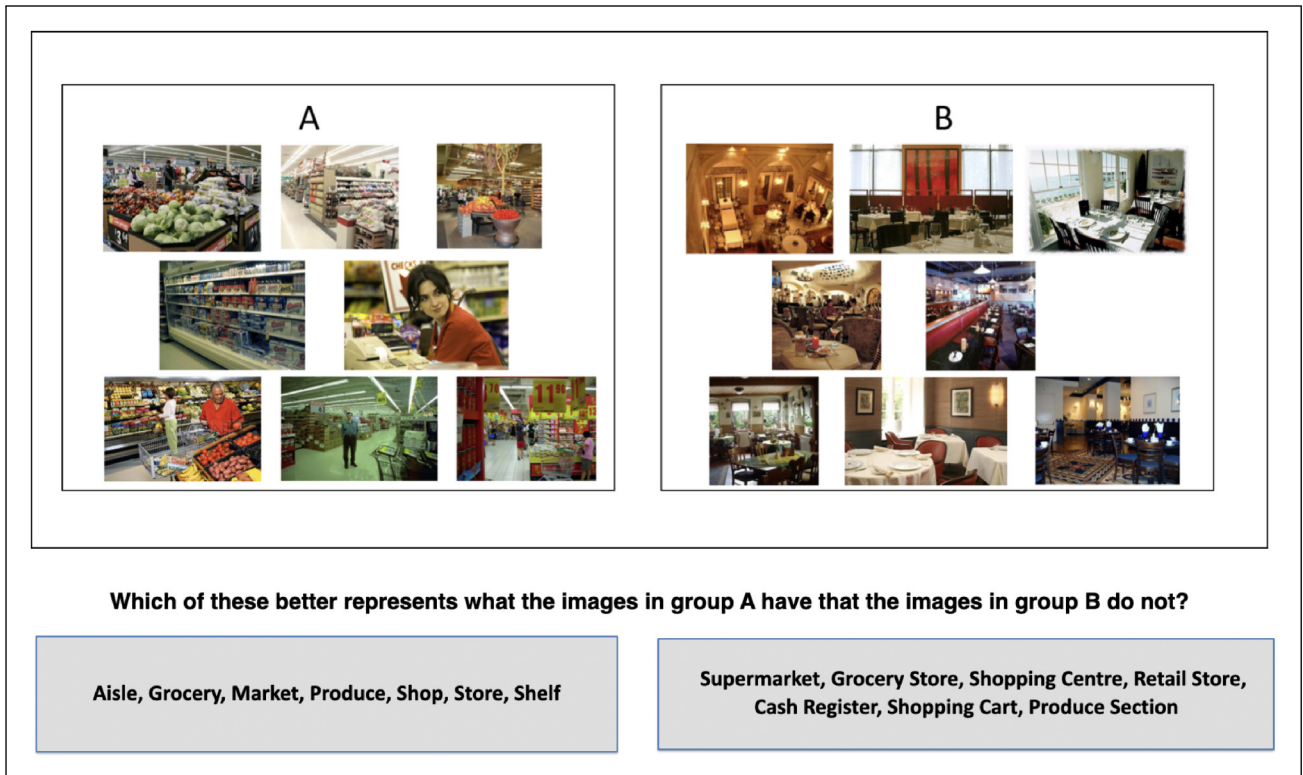 A
B
CHECK
11
Which of these better represents what the images in group A have that the images in group B do not?
Aisle, Grocery, Market, Produce, Shop, Store, Shelf
Supermarket, Grocery Store, Shopping Centre, Retail Store,
Cash Register, Shopping Cart, Produce Section